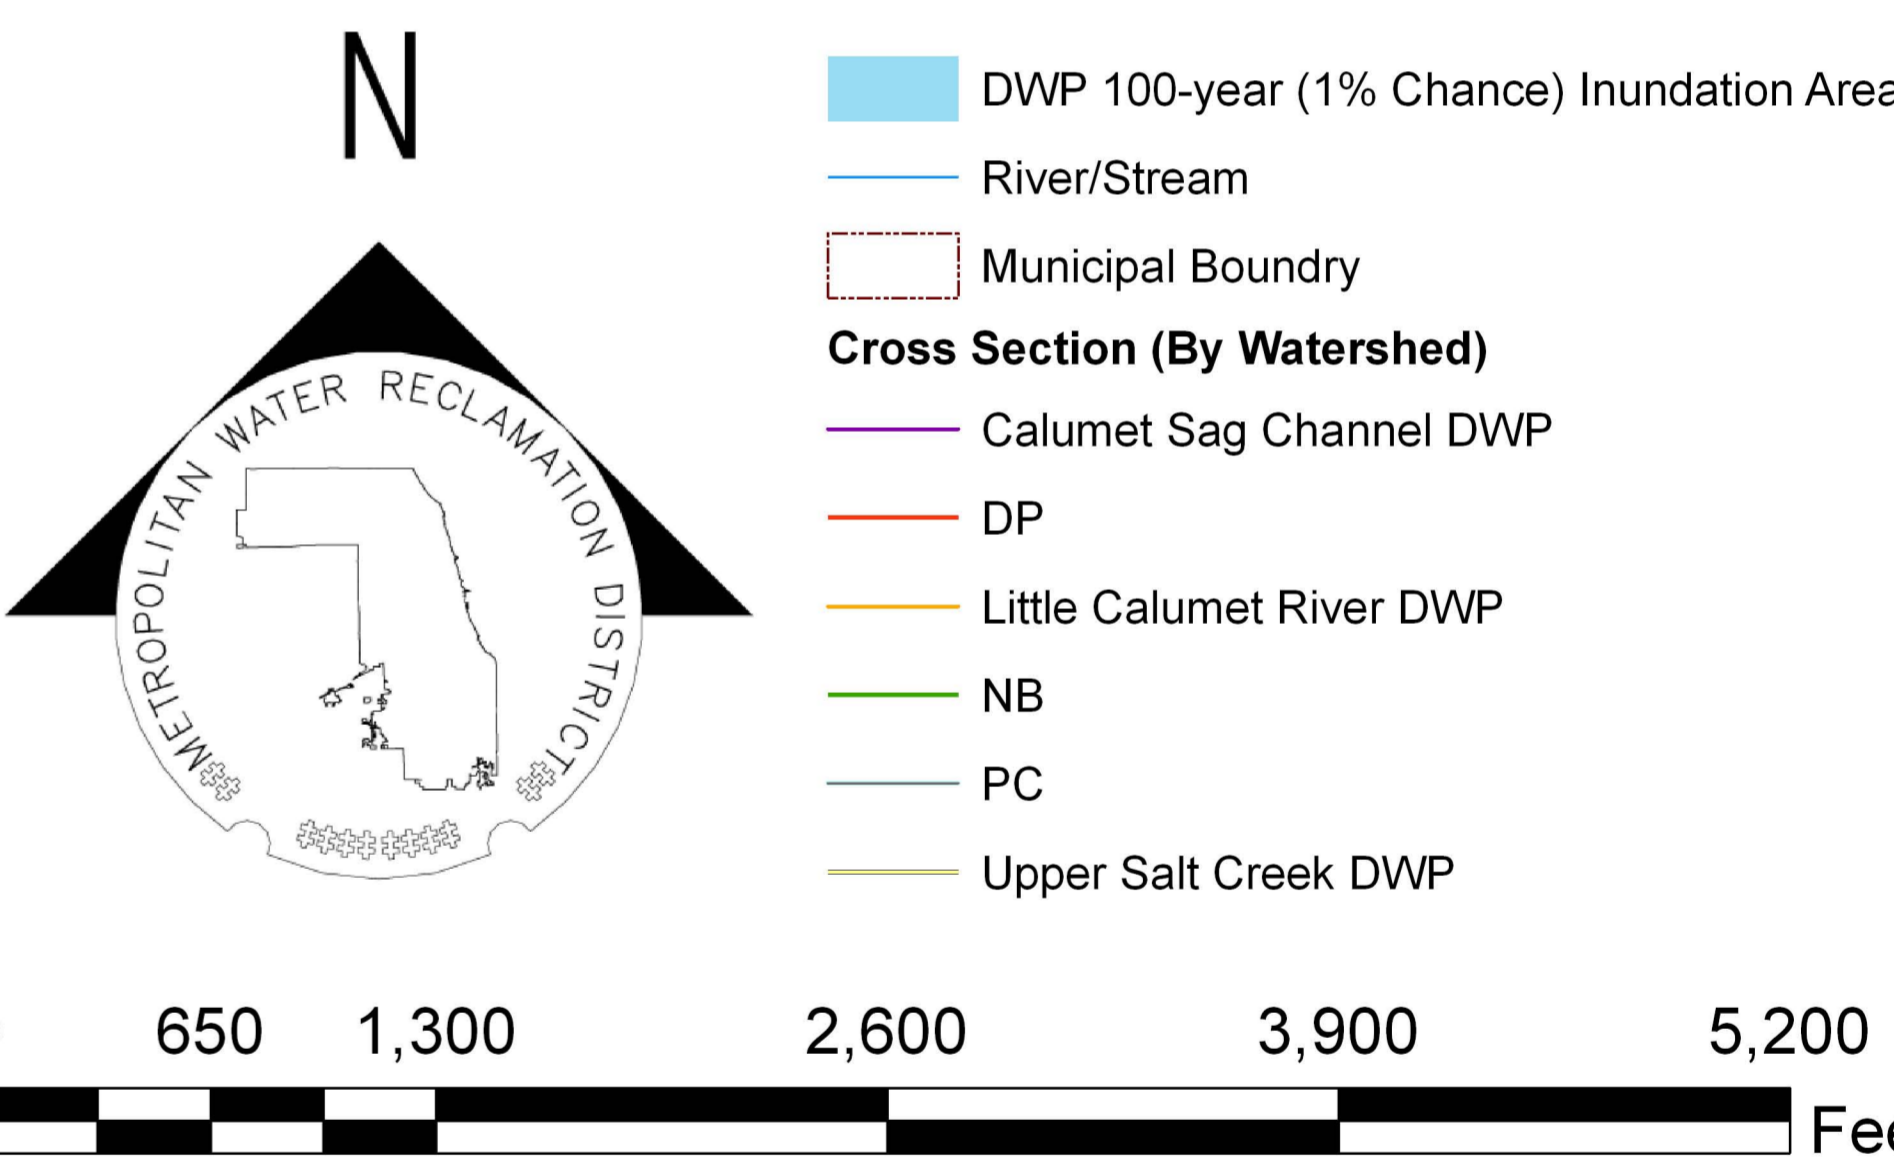 N
METROPOLITAN WATER RECLAMATION DISTRICT
DWP 100-year (1% Chance) Inundation Area
River/Stream
Municipal Boundry
Cross Section (By Watershed)
Calumet Sag Channel DWP
DP
Little Calumet River DWP
NB
PC
Upper Salt Creek DWP
650 1,300 2,600 3,900 5,200
Fee